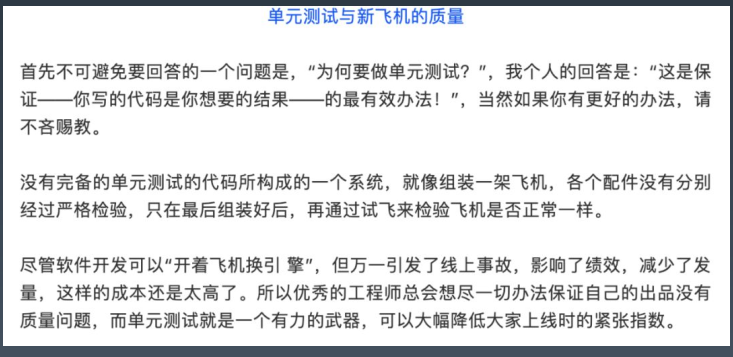 单元测试与新飞机的质量
首先不可避免要回答的一个问题是，“为何要做单元测试？”，我个人的回答是：“这是保
证——你写的代码是你想要的结果——的最有效办法！”，当然如果你有更好的办法，请
不吝赐教。
没有完备的单元测试的代码所构成的一个系统，就像组装一架飞机，各个配件没有分别
经过严格检验，只在最后组装好后，再通过试飞来检验飞机是否正常一样。
尽管软件开发可以“开着飞机换引 擎”，但万一引发了线上事故，影响了绩效，减少了发
量，这样的成本还是太高了。所以优秀的工程师总会想尽一切办法保证自己的出品没有
质量问题，而单元测试就是一个有力的武器，可以大幅降低大家上线时的紧张指数。